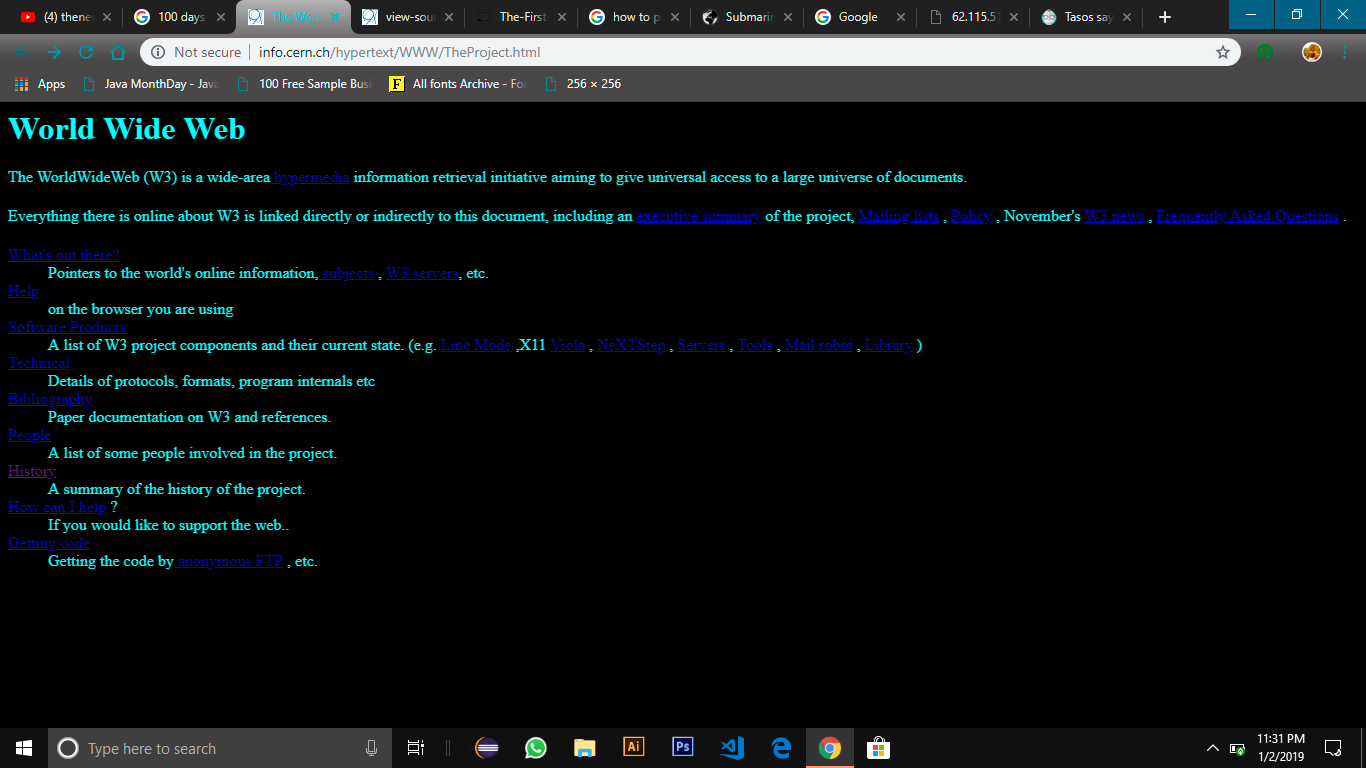 (4) thene
100 days
The Worl
view-sou
The-First
how to p
Submarin
Google
62.115.51
Tasos say
Not secure | info.cern.ch/hypertext/WWW/TheProject.html
Apps
Java MonthDay - Java
100 Free Sample Busi
All fonts Archive - For
256 × 256
World Wide Web
The WorldWideWeb (W3) is a wide-area hypermedia information retrieval initiative aiming to give universal access to a large universe of documents.
Everything there is online about W3 is linked directly or indirectly to this document, including an executive summary of the project, Mailing lists , Policy , November's W3 news , Frequently Asked Questions .
What's out there?
Pointers to the world's online information, subjects , W3 servers, etc.
Help
on the browser you are using
Software Products
A list of W3 project components and their current state. (e.g. Line Mode ,X11 Viola , NeXTStep , Servers , Tools , Mail robot , Library )
Technical
Details of protocols, formats, program internals etc
Bibliography
Paper documentation on W3 and references.
People
A list of some people involved in the project.
History
A summary of the history of the project.
How can I help ?
If you would like to support the web..
Getting code
Getting the code by anonymous FTP , etc.
Type here to search
Ai
Ps
11:31 PM
1/2/2019